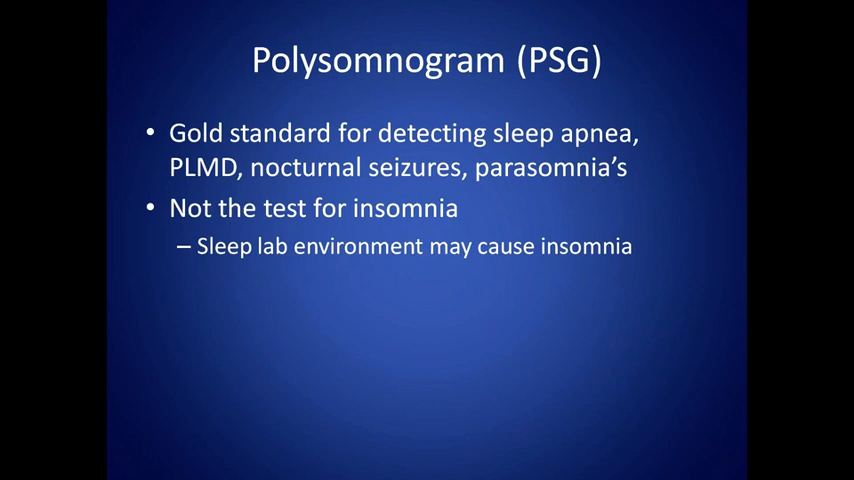 Polysomnogram (PSG)
• Gold standard for detecting sleep apnea,
PLMD, nocturnal seizures, parasomnia’s
• Not the test for insomnia
– Sleep lab environment may cause insomnia